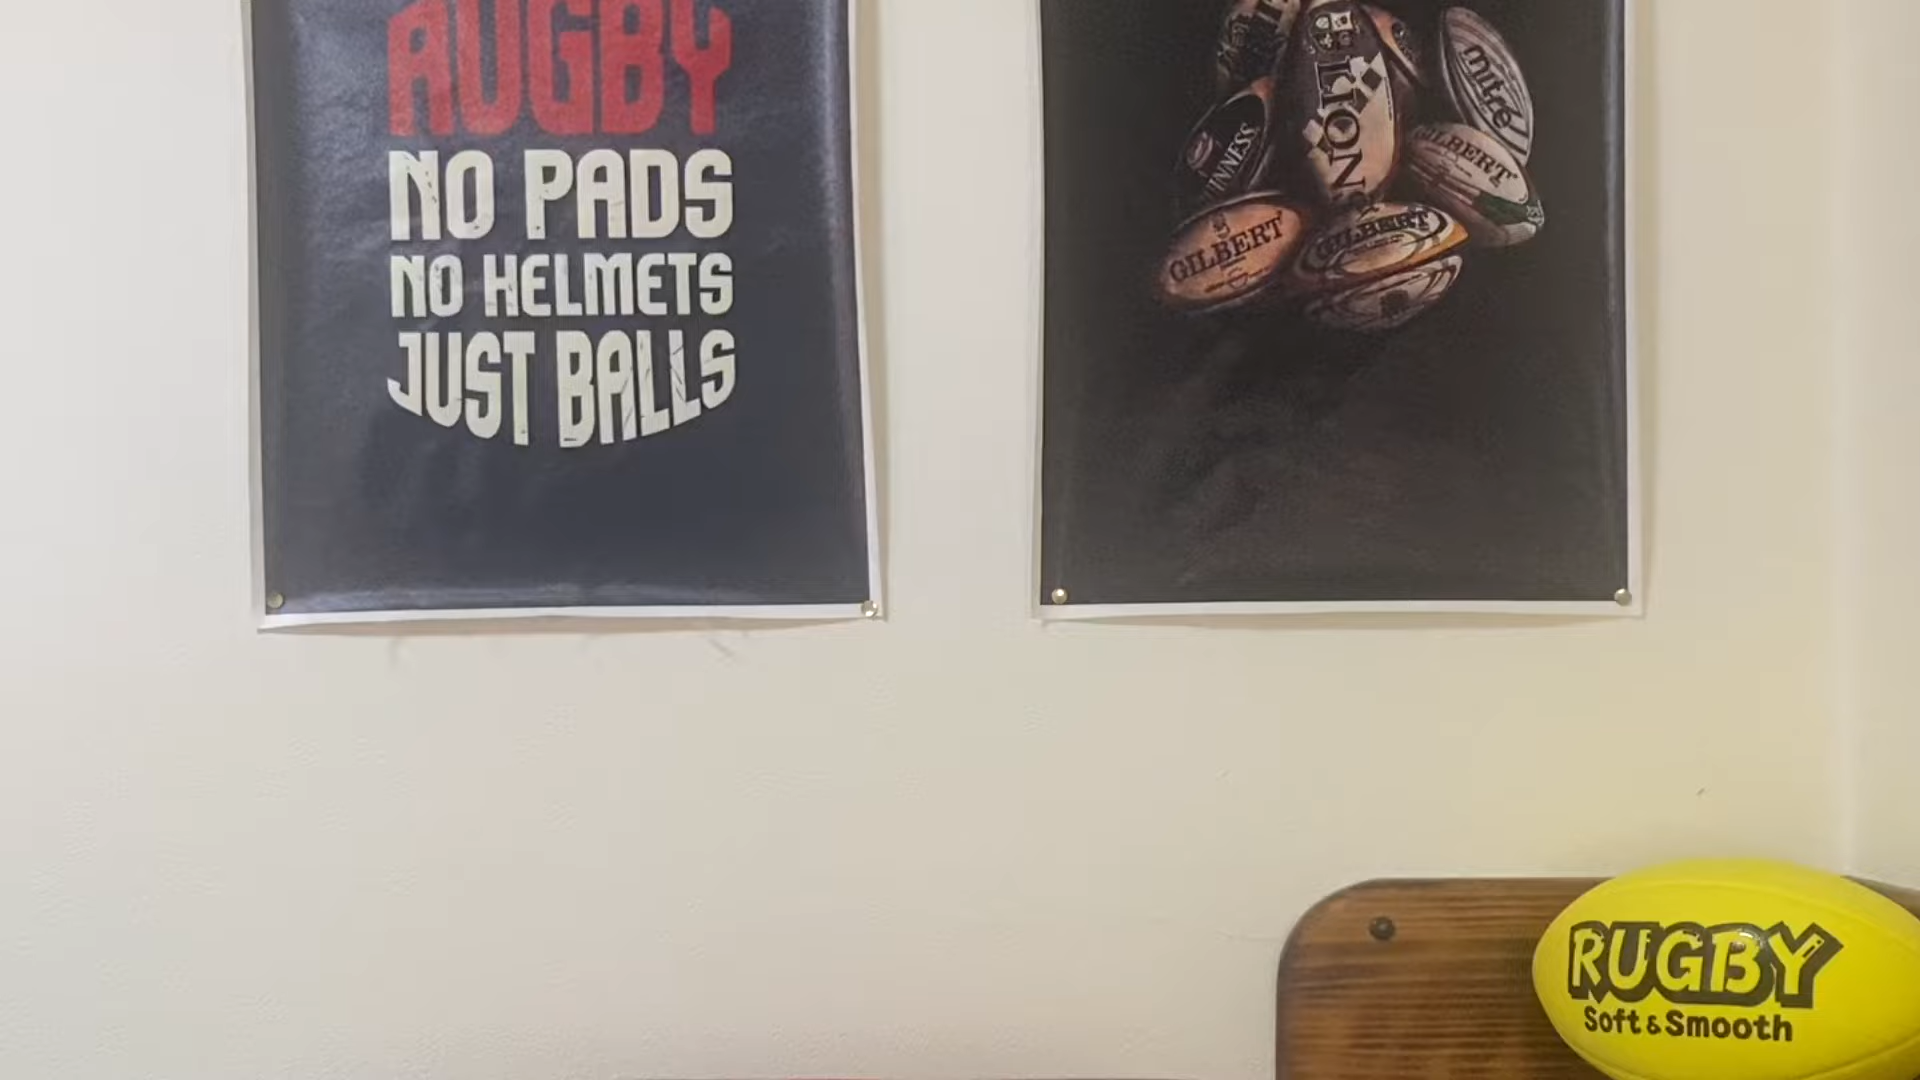 RUGBY
NO PADS
NO HELMETS
JUST BALLS
LIONS
mitre
GUINNESS
GILBERT
GILBERT
GILBERT
RUGBY
Soft & Smooth